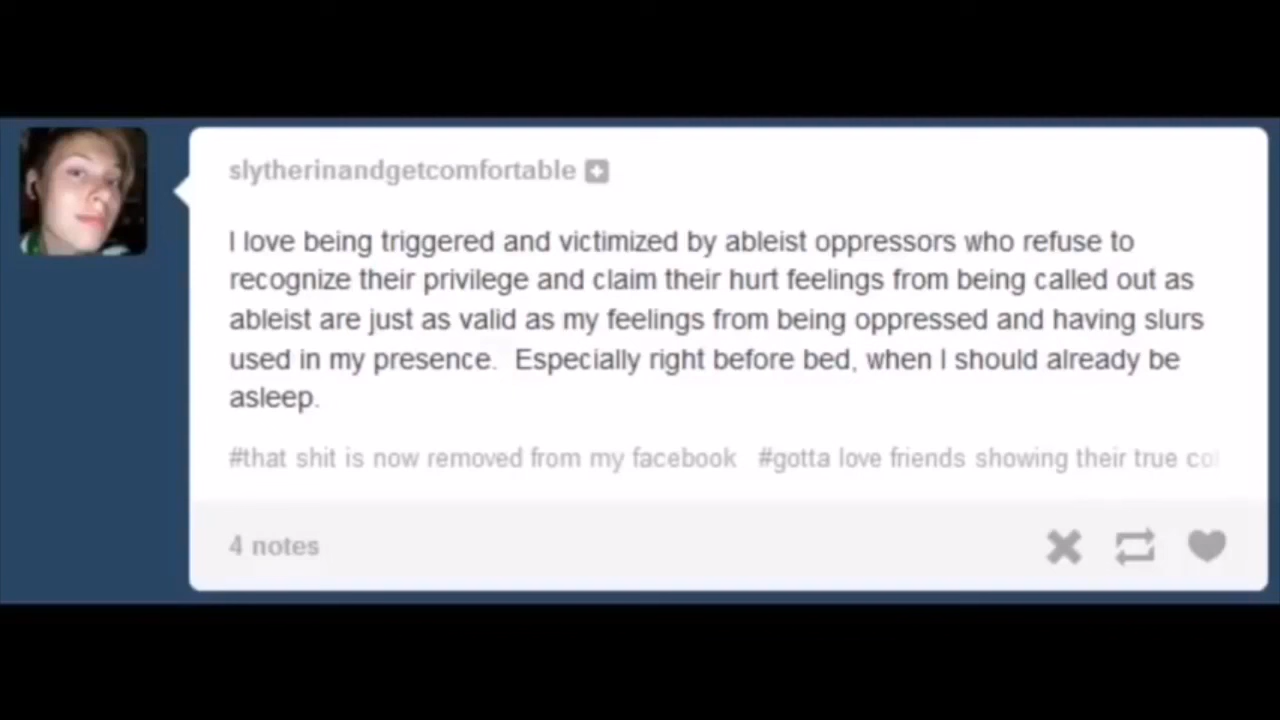 slytherinandgetcomfortable
I love being triggered and victimized by ableist oppressors who refuse to
recognize their privilege and claim their hurt feelings from being called out as
ableist are just as valid as my feelings from being oppressed and having slurs
used in my presence.  Especially right before bed, when I should already be
asleep.
#that shit is now removed from my facebook #gotta love friends showing their true
4 notes